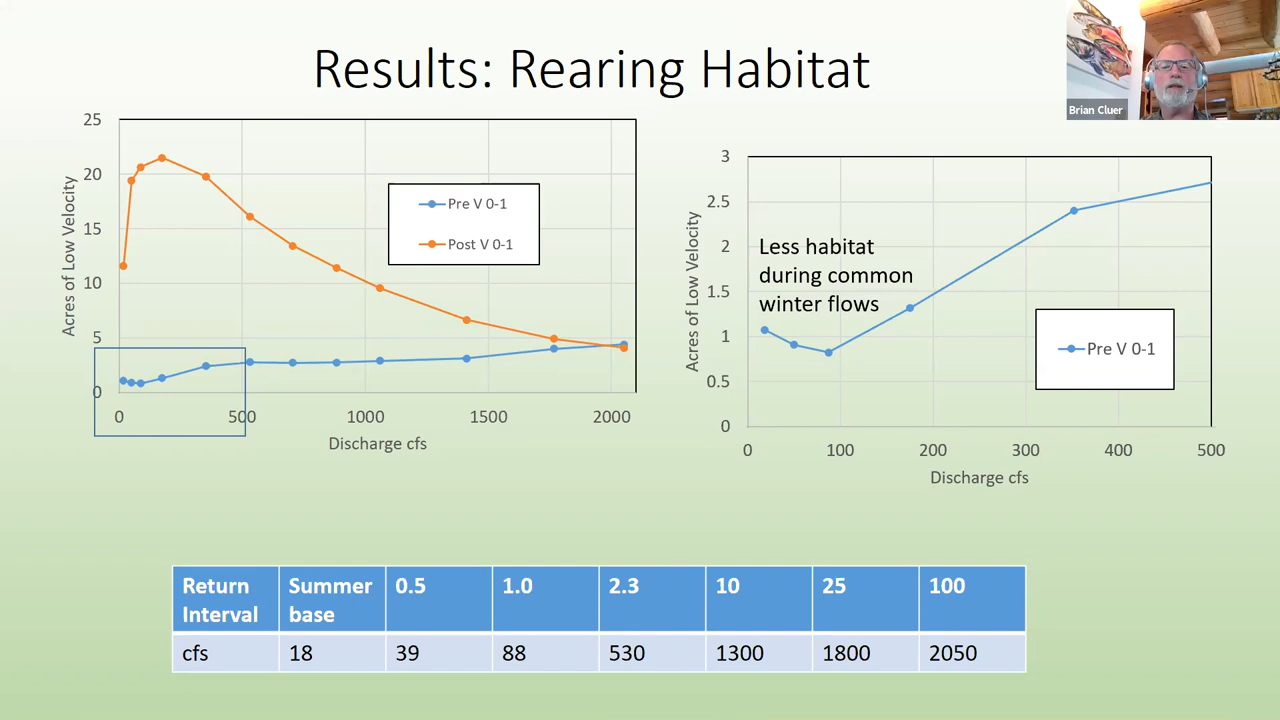 Results: Rearing Habitat
Brian Cluer
25
20
15
10
5
0
Acres of Low Velocity
Pre V 0-1
Post V 0-1
0 500 1000 1500 2000
Discharge cfs
3
2.5
2
1.5
1
0.5
0
Acres of Low Velocity
Less habitat
during common
winter flows
Pre V 0-1
0 100 200 300 400 500
Discharge cfs
Return Interval Summer base 0.5 1.0 2.3 10 25 100
cfs 18 39 88 530 1300 1800 2050